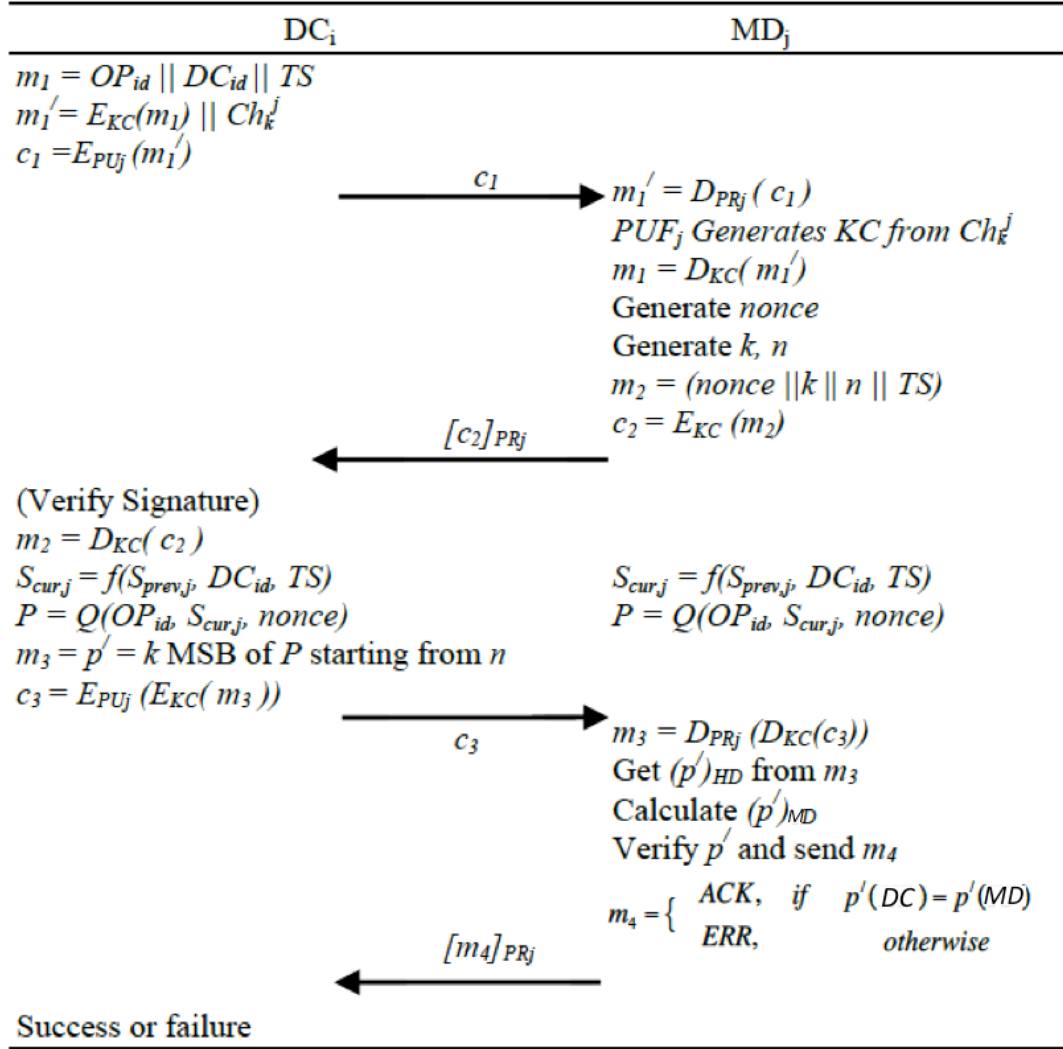 DCi MDj
m1 = OPid || DCid || TS
m1/= EKC(m1) || Chkj
c1 =EPUj (m1/)
c1
m1/ = DPRj ( c1)
PUFj Generates KC from Chkj
m1 = DKC( m1/)
Generate nonce
Generate k, n
m2 = (nonce ||k || n || TS)
c2 = EKC (m2)
[c2]PRj
(Verify Signature)
m2 = DKC( c2)
Scur,j = f(Sprev,j, DCid, TS) Scur,j = f(Sprev,j, DCid, TS)
P = Q(OPid, Scur,j, nonce) P = Q(OPid, Scur,j, nonce)
m3 = p/ = k MSB of P starting from n
c3 = EPUj (EKC( m3 ))
c3
m3 = DPRj (DKC(c3))
Get (p/)HD from m3
Calculate (p/)MD
Verify p/ and send m4
m4 = { ACK, if p/(DC) = p/(MD)
ERR, otherwise
[m4]PRj
Success or failure